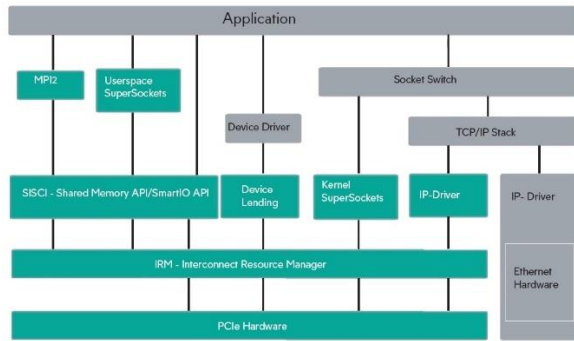 Application
MPI2
Userspace
SuperSockets
Socket Switch
Device Driver
TCP/IP Stack
SISCI - Shared Memory API/SmartIO API
Device
Lending
Kernel
SuperSockets
IP-Driver
IP- Driver
IRM - Interconnect Resource Manager
Ethernet
Hardware
PCIe Hardware